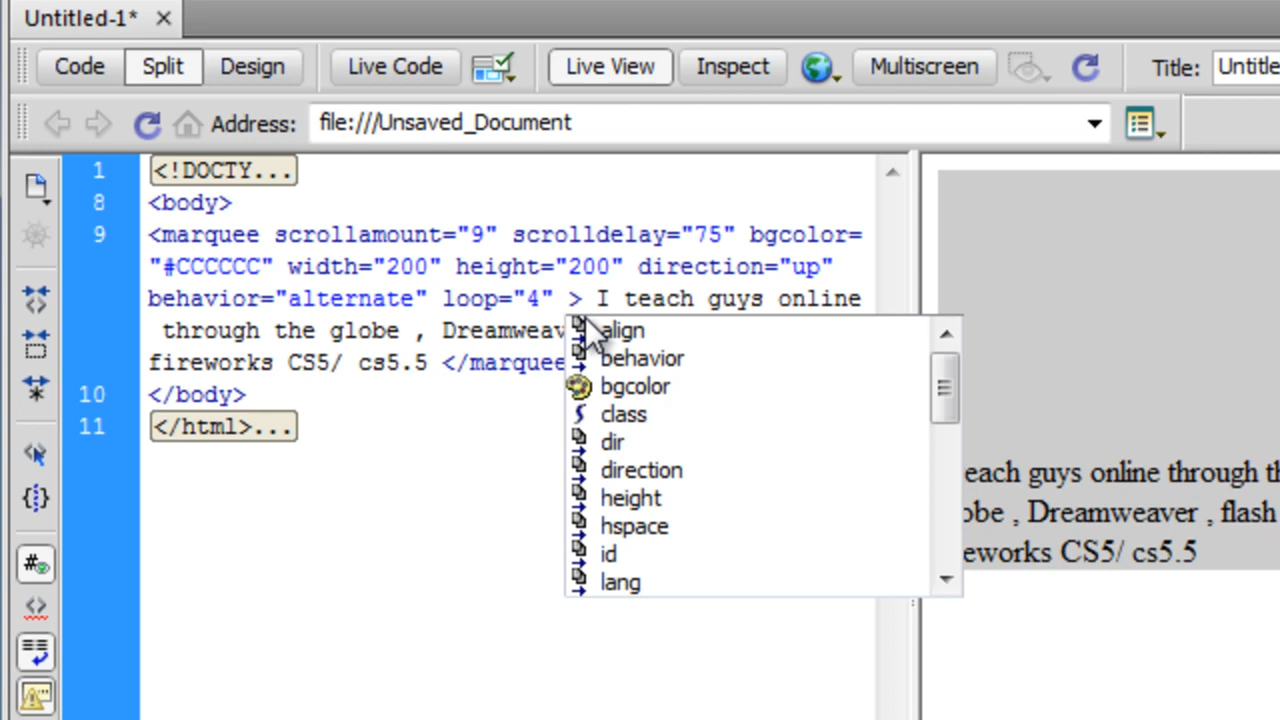 Untitled-1*
Code Split Design Live Code Live View Inspect Multiscreen Title: Untitle
Address: file:///Unsaved_Document
1 <!DOCTY...
8 <body>
9 <marquee scrollamount="9" scrolldelay="75" bgcolor=
"#CCCCCC" width="200" height="200" direction="up"
behavior="alternate" loop="4" > I teach guys online
through the globe , Dreamweav
fireworks CS5/ cs5.5 </marquee
10 </body>
11 </html>...
align
behavior
bgcolor
class
dir
direction
height
hspace
id
lang
each guys online through th
obe , Dreamweaver , flash
eworks CS5/ cs5.5